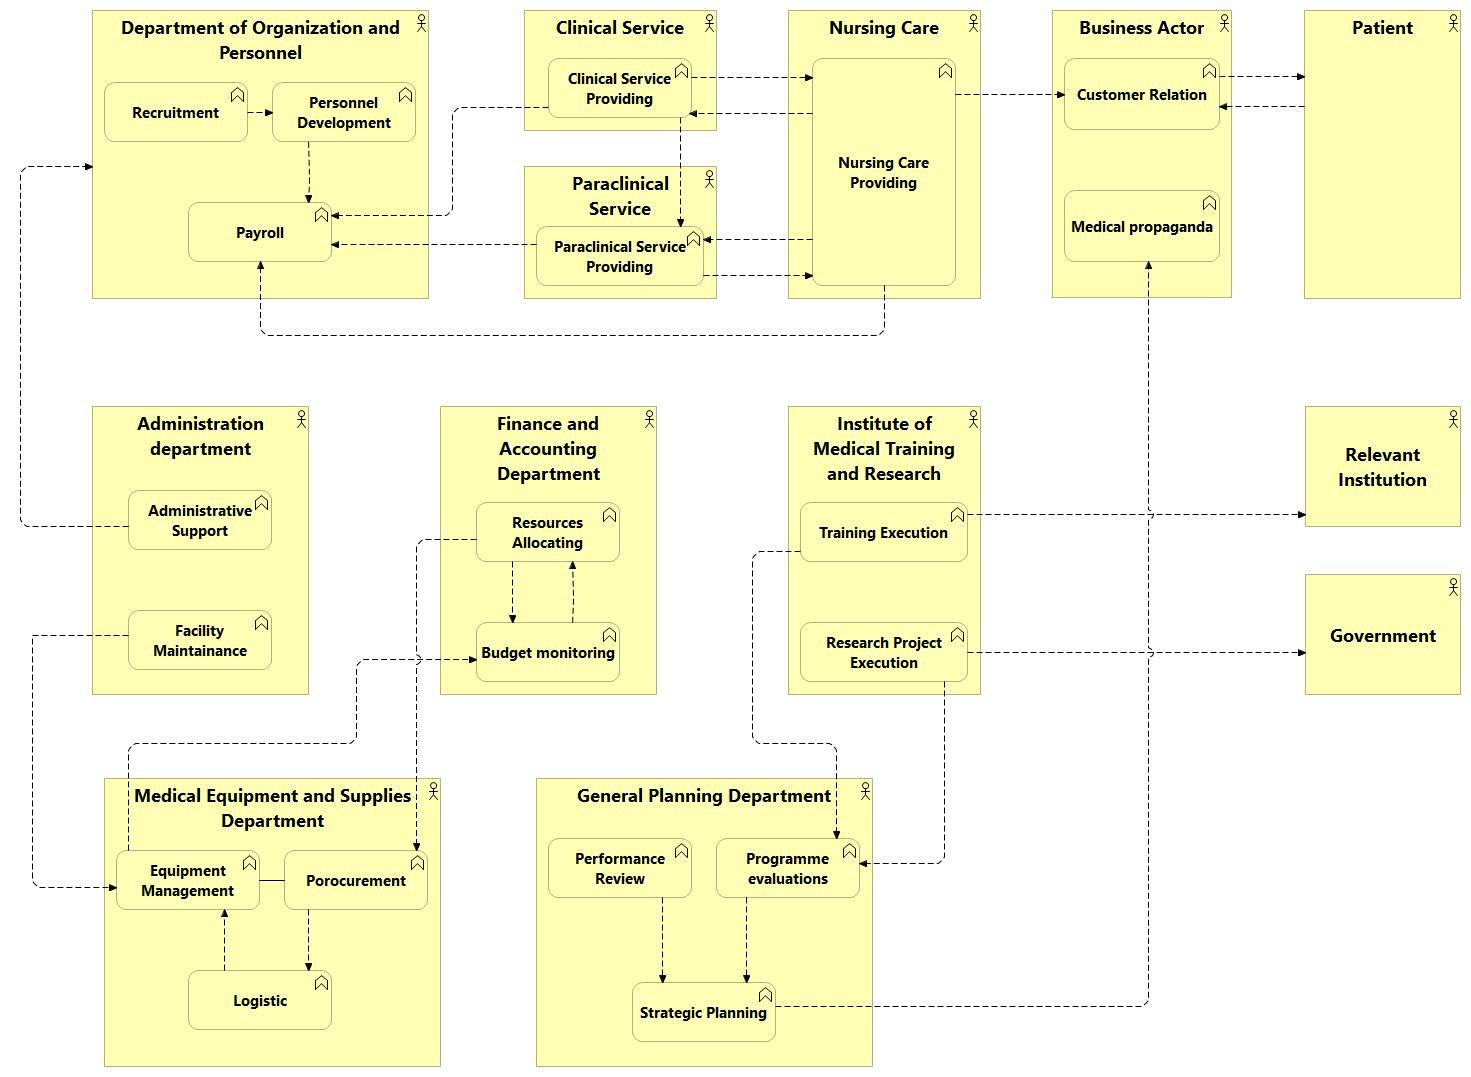 Department of Organization and
Personnel
Recruitment
Personnel
Development
Payroll
Clinical Service
Clinical Service
Providing
Paraclinical
Service
Paraclinical Service
Providing
Nursing Care
Nursing Care
Providing
Business Actor
Customer Relation
Medical propaganda
Patient
Administration
department
Administrative
Support
Facility
Maintainance
Finance and
Accounting
Department
Resources
Allocating
Budget monitoring
Institute of
Medical Training
and Research
Training Execution
Research Project
Execution
Relevant
Institution
Government
Medical Equipment and Supplies
Department
Equipment
Management
Porocurement
Logistic
General Planning Department
Performance
Review
Programme
evaluations
Strategic Planning